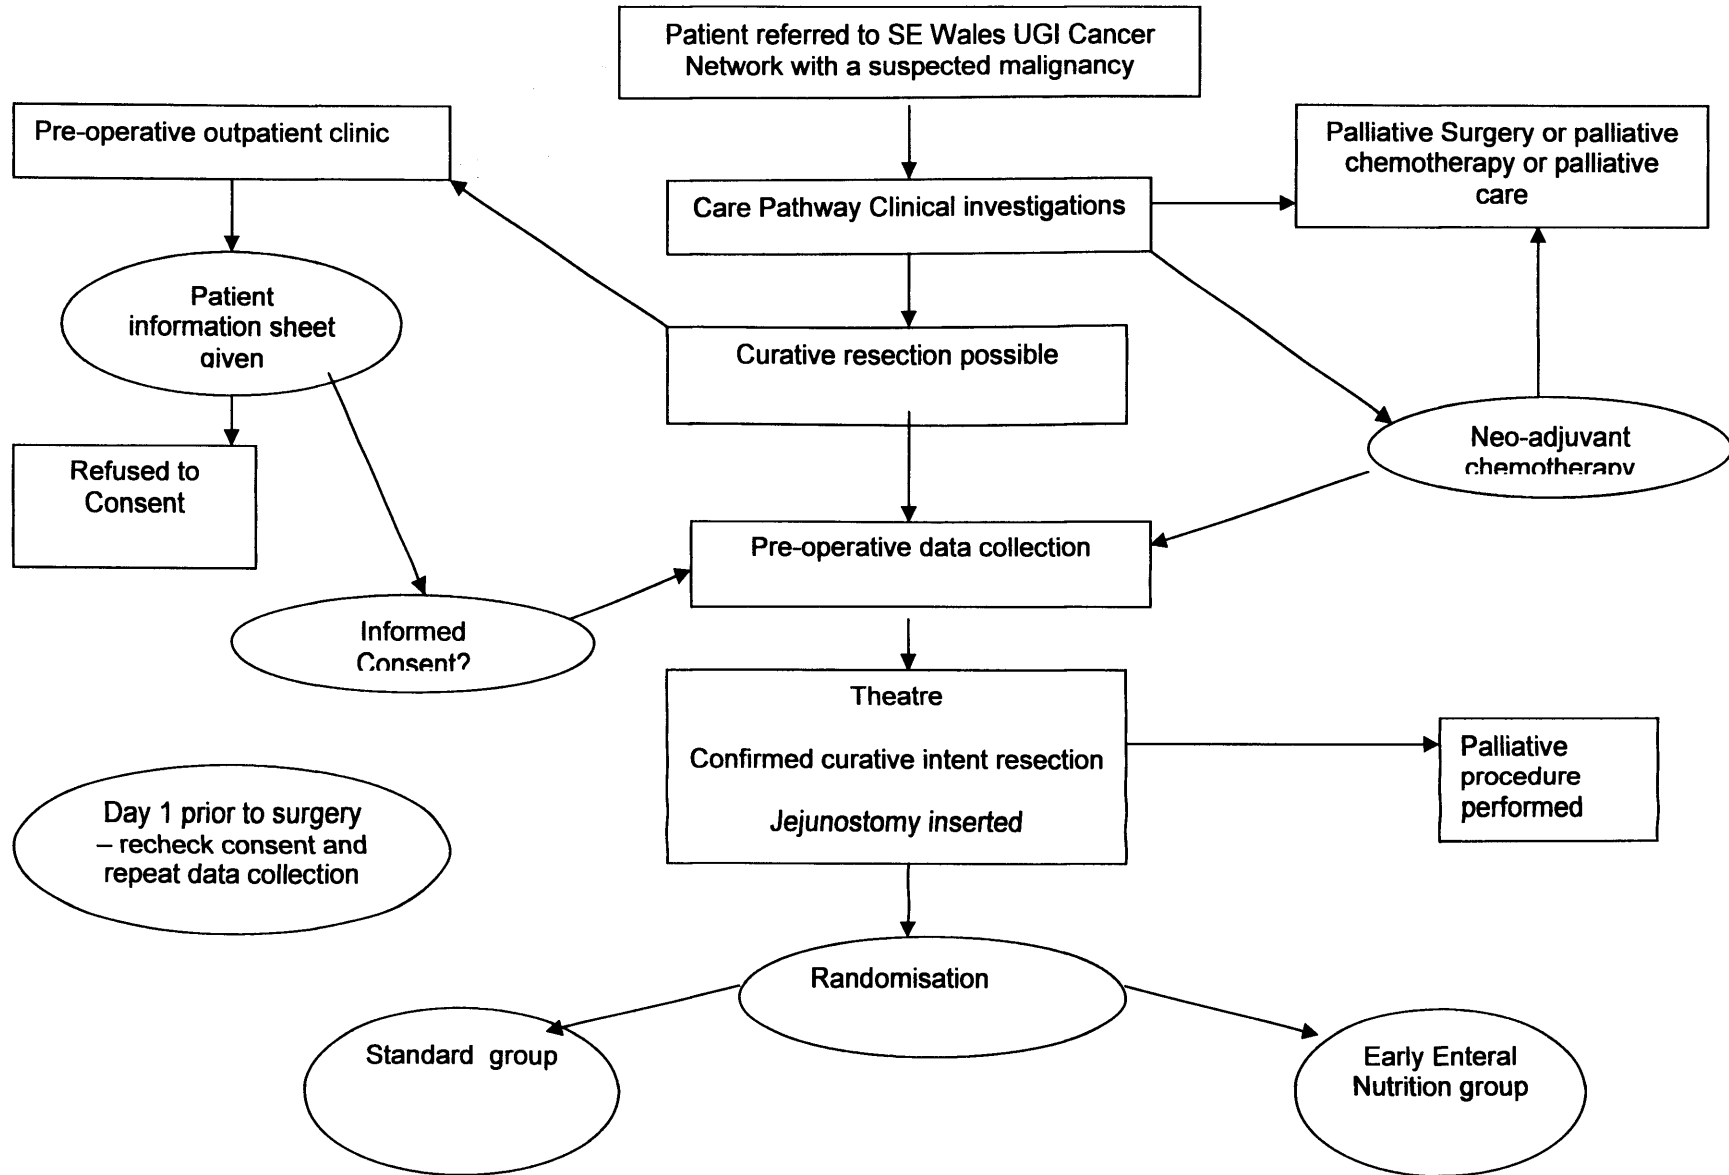 Patient referred to SE Wales UGI Cancer
Network with a suspected malignancy
Pre-operative outpatient clinic
Palliative Surgery or palliative
chemotherapy or palliative
care
Care Pathway Clinical investigations
Patient
information sheet
given
Curative resection possible
Neo-adjuvant
chemotherapy
Refused to
Consent
Pre-operative data collection
Informed
Consent?
Theatre
Confirmed curative intent resection
Jejunostomy inserted
Palliative
procedure
performed
Day 1 prior to surgery
– recheck consent and
repeat data collection
Randomisation
Standard group
Early Enteral
Nutrition group